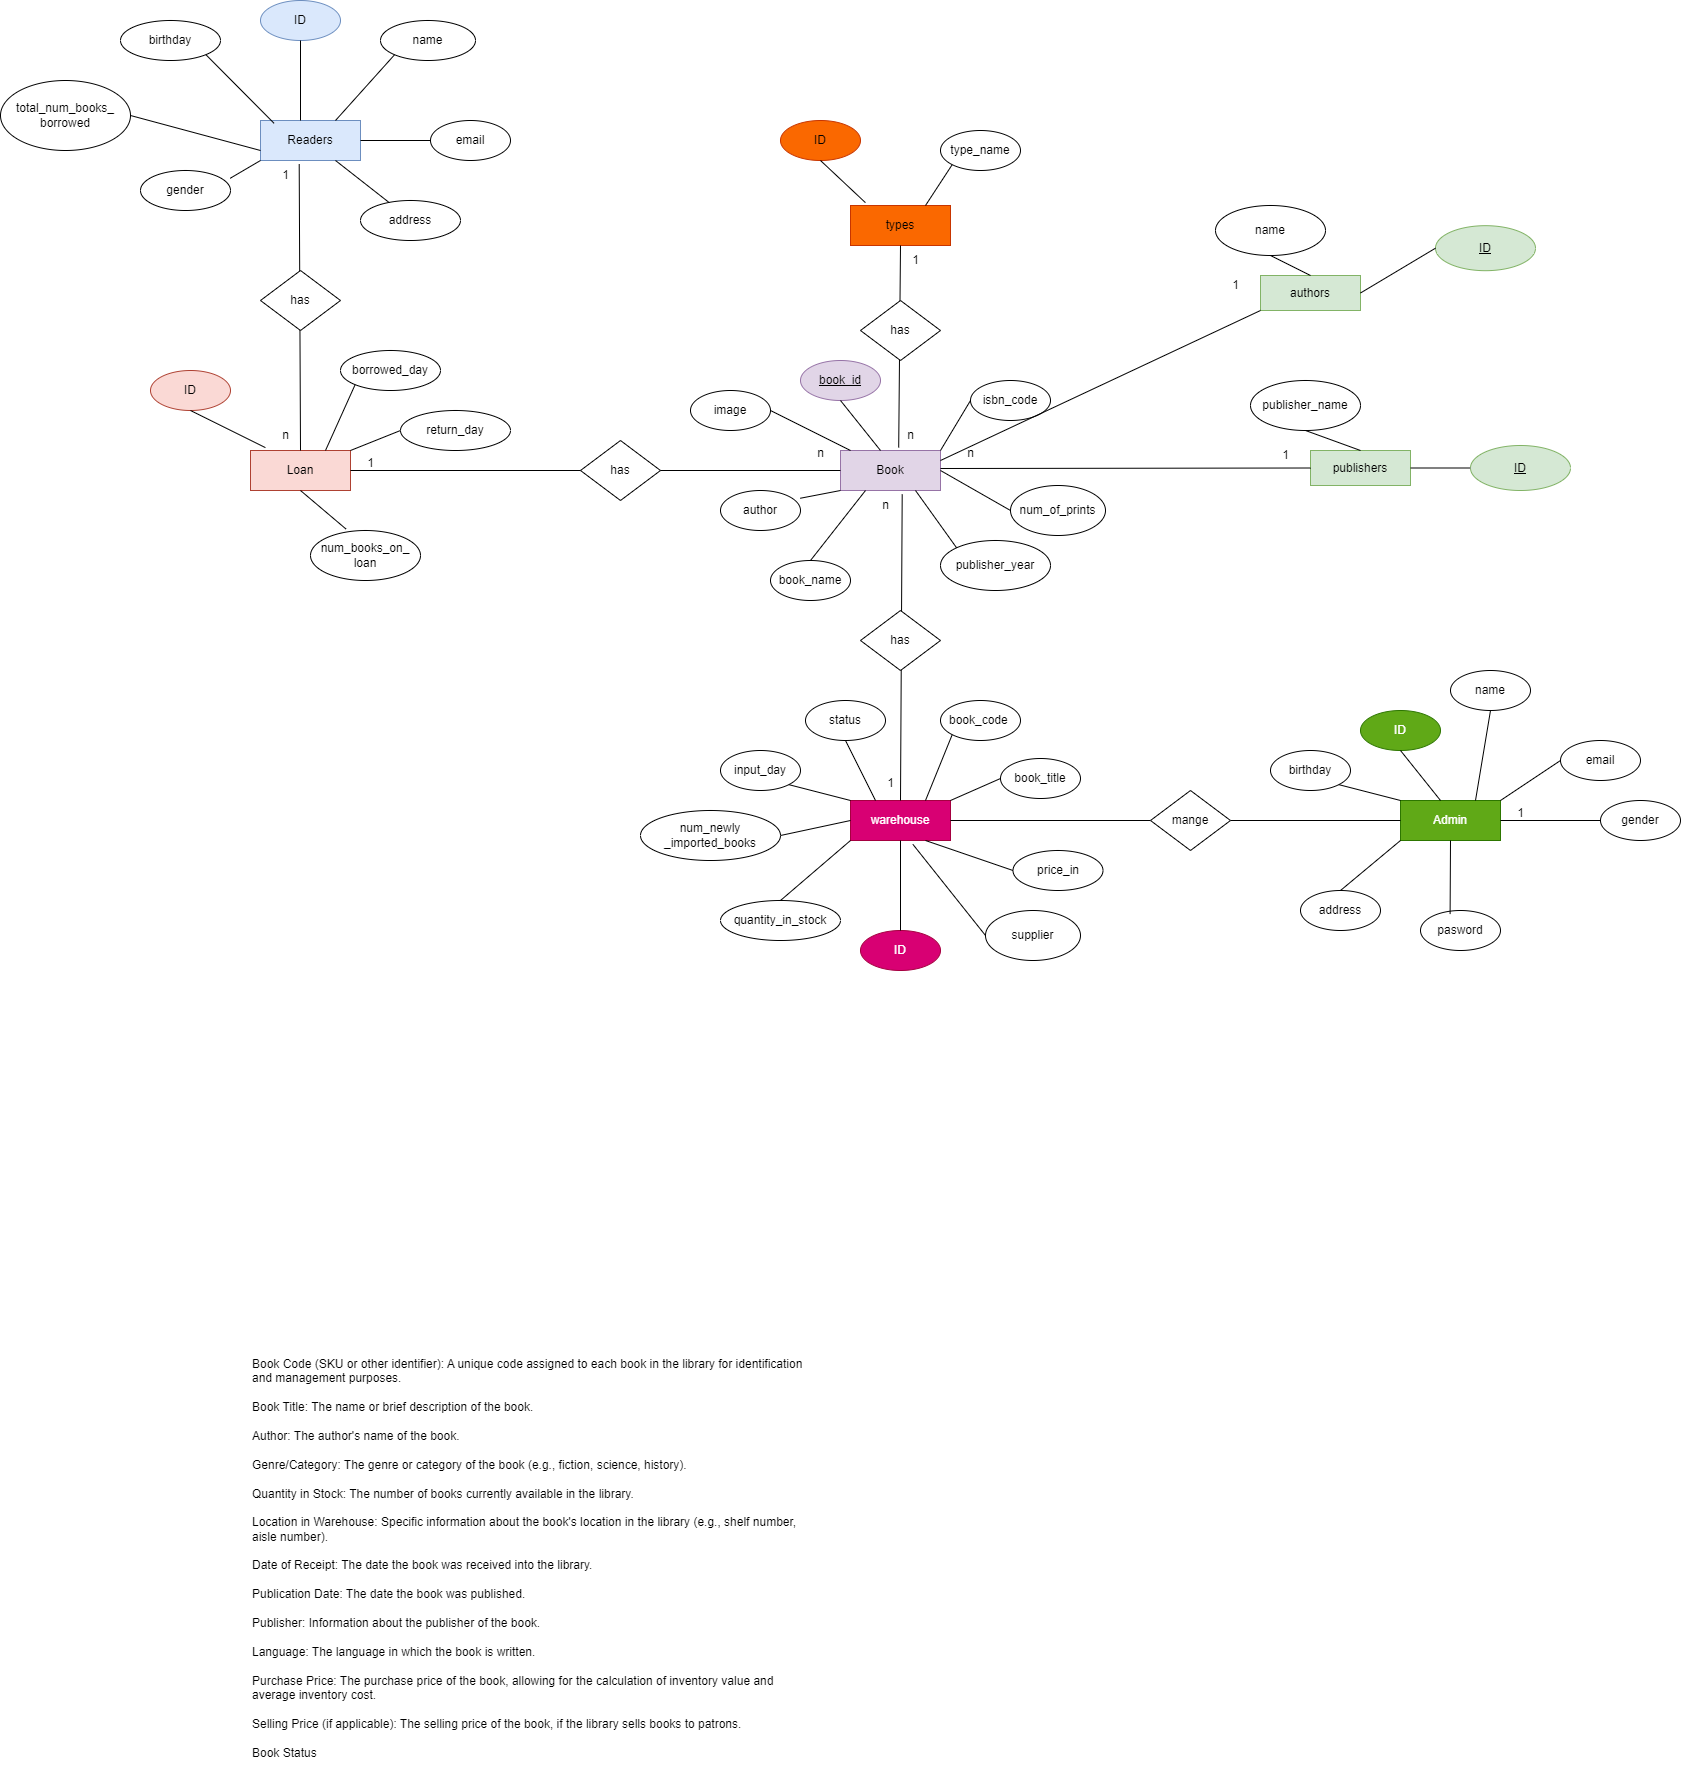 ID
birthday
name
total_num_books_
borrowed
Readers
email
1
gender
address
has
ID
type_name
types
1
name
ID
1
authors
has
borrowed_day
ID
book_id
isbn_code
image
publisher_name
return_day
n
n
n
n
1
1
Loan
has
Book
publishers
ID
author
n
num_of_prints
num_books_on_
loan
publisher_year
book_name
has
name
status
book_code
ID
input_day
book_title
birthday
email
1
num_newly
_imported_books
warehouse
mange
Admin
1
gender
price_in
quantity_in_stock
supplier
address
pasword
ID
Book Code (SKU or other identifier): A unique code assigned to each book in the library for identification
and management purposes.
Book Title: The name or brief description of the book.
Author: The author's name of the book.
Genre/Category: The genre or category of the book (e.g., fiction, science, history).
Quantity in Stock: The number of books currently available in the library.
Location in Warehouse: Specific information about the book's location in the library (e.g., shelf number,
aisle number).
Date of Receipt: The date the book was received into the library.
Publication Date: The date the book was published.
Publisher: Information about the publisher of the book.
Language: The language in which the book is written.
Purchase Price: The purchase price of the book, allowing for the calculation of inventory value and
average inventory cost.
Selling Price (if applicable): The selling price of the book, if the library sells books to patrons.
Book Status